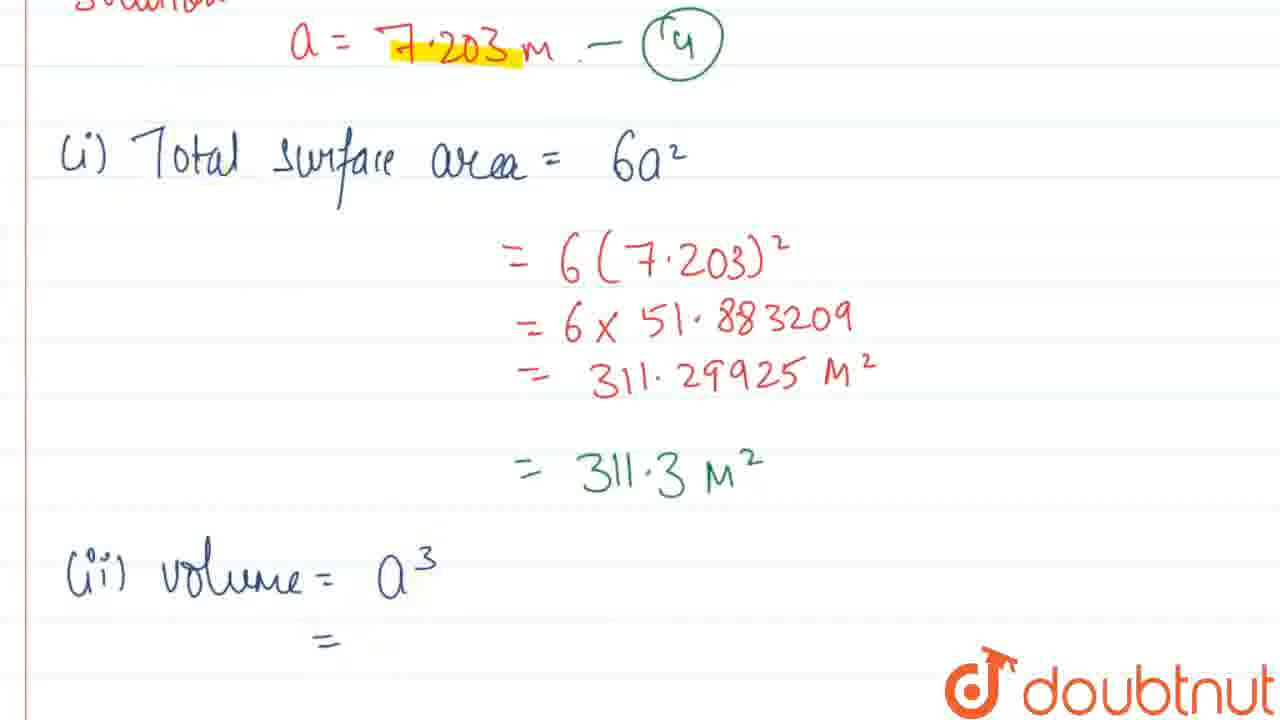 Solution
a = 7.203 m - 4
(i) Total surface area = 6a²
= 6(7.203)²
= 6 x 51.883209
= 311.29925 M²
= 311.3 M²
(ii) volume = a³
=
doubtnut